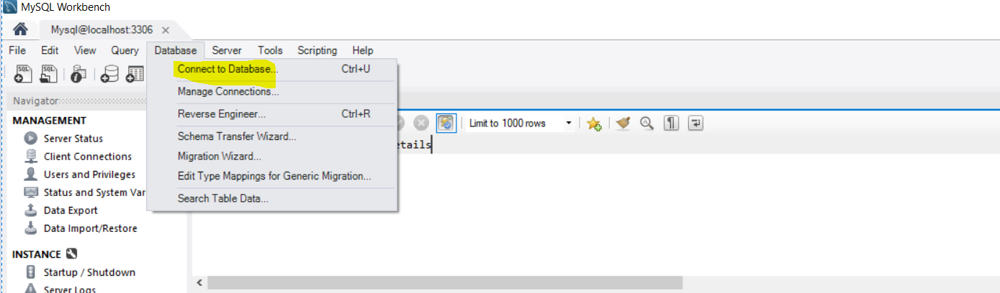 MySQL Workbench
Mysql@localhost:3306
File Edit View Query Database Server Tools Scripting Help
SQL SQL
Connect to Database... Ctrl+U
Manage Connections...
Reverse Engineer... Ctrl+R
Schema Transfer Wizard...
Migration Wizard...
Edit Type Mappings for Generic Migration...
Search Table Data...
Limit to 1000 rows
etails
Navigator
MANAGEMENT
Server Status
Client Connections
Users and Privileges
Status and System Var
Data Export
Data Import/Restore
INSTANCE
Startup / Shutdown
Server Logs